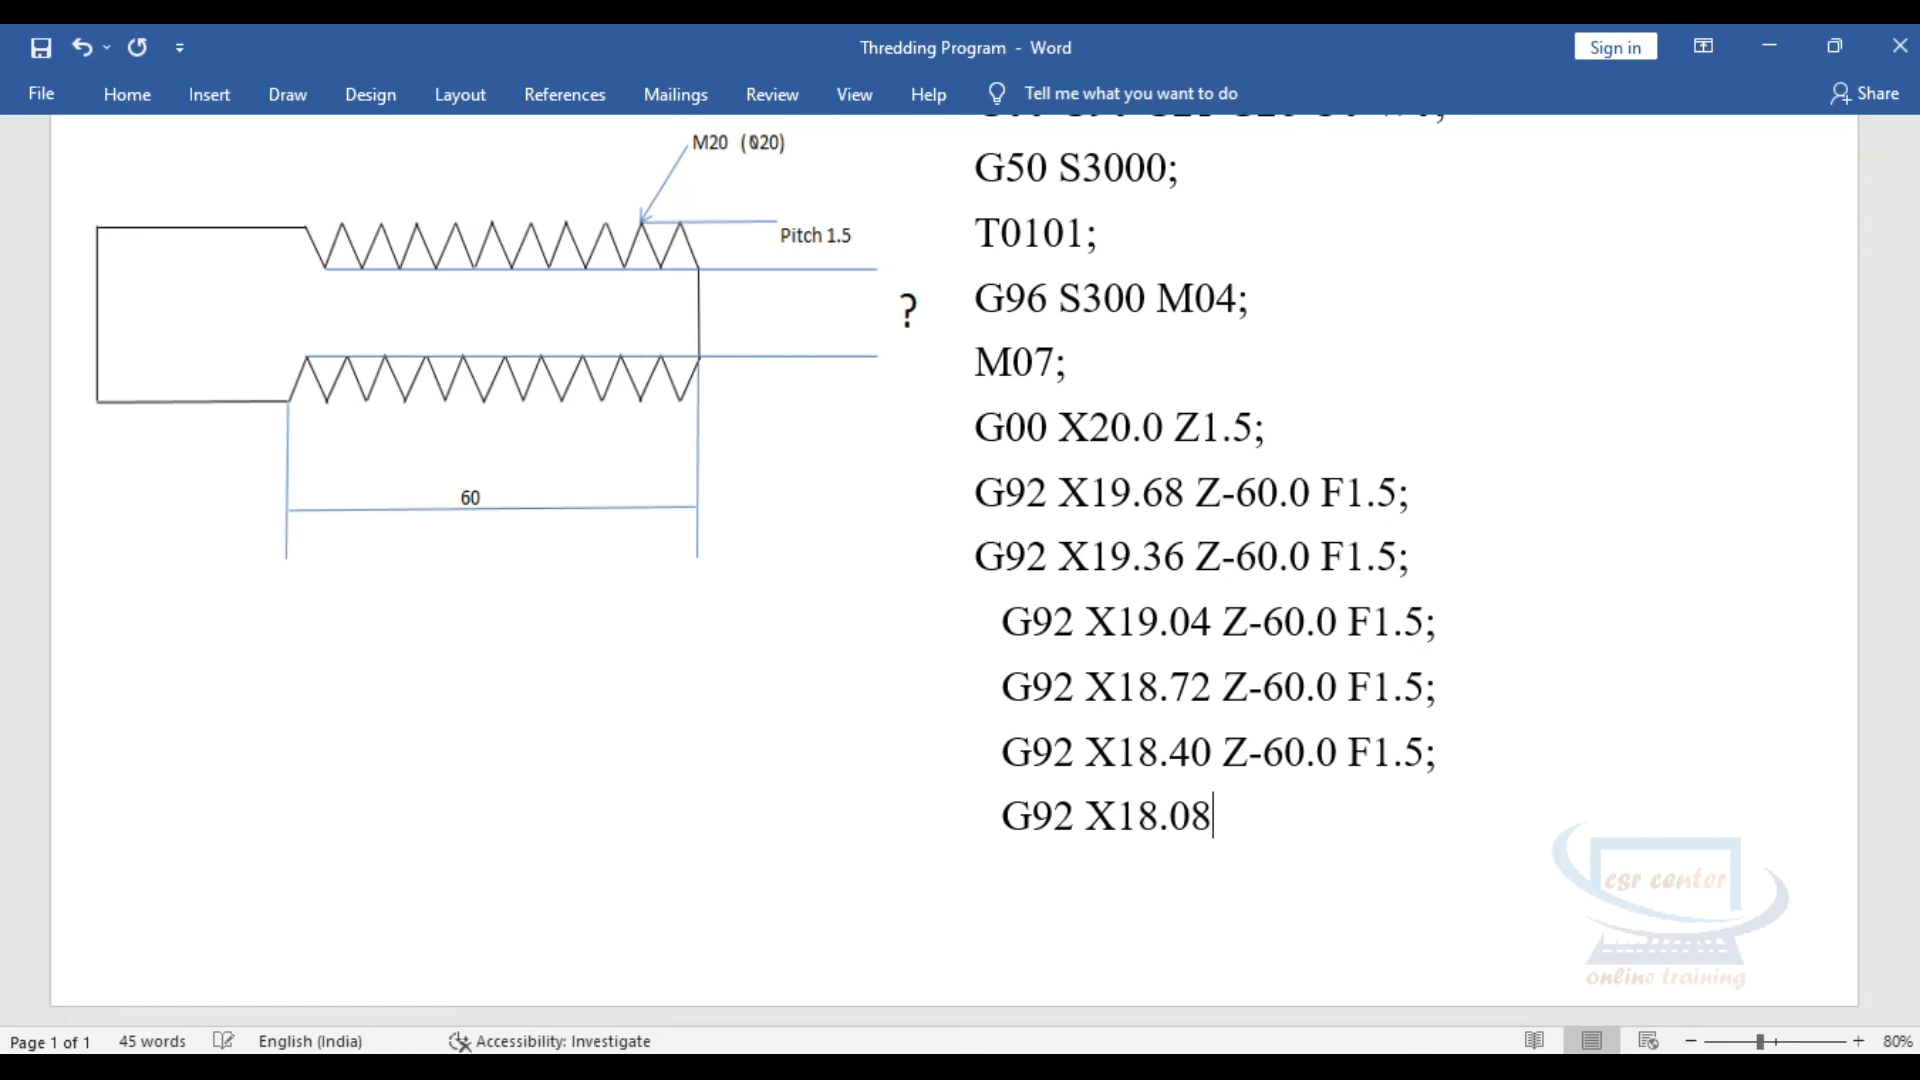 Thredding Program - Word
Sign in
File Home Insert Draw Design Layout References Mailings Review View Help Tell me what you want to do Share
M20 (Ø20)
Pitch 1.5
?
60
G50 S3000;
T0101;
G96 S300 M04;
M07;
G00 X20.0 Z1.5;
G92 X19.68 Z-60.0 F1.5;
G92 X19.36 Z-60.0 F1.5;
G92 X19.04 Z-60.0 F1.5;
G92 X18.72 Z-60.0 F1.5;
G92 X18.40 Z-60.0 F1.5;
G92 X18.08
csr center
online training
Page 1 of 1 45 words English (India) Accessibility: Investigate 80%